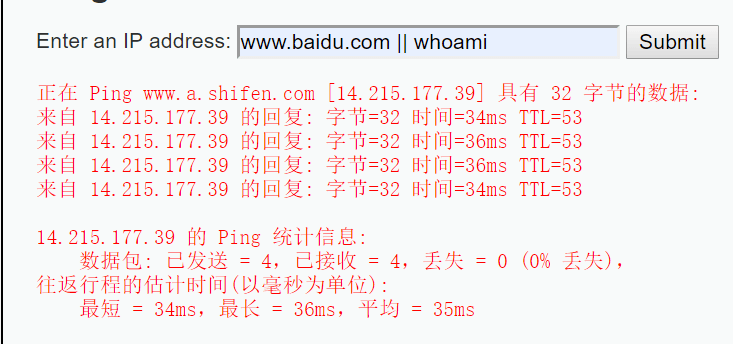 Enter an IP address: www.baidu.com || whoami Submit
正在 Ping www.a.shifen.com [14.215.177.39] 具有 32 字节的数据:
来自 14.215.177.39 的回复: 字节=32 时间=34ms TTL=53
来自 14.215.177.39 的回复: 字节=32 时间=36ms TTL=53
来自 14.215.177.39 的回复: 字节=32 时间=36ms TTL=53
来自 14.215.177.39 的回复: 字节=32 时间=34ms TTL=53
14.215.177.39 的 Ping 统计信息:
数据包: 已发送 = 4，已接收 = 4，丢失 = 0 (0% 丢失)，
往返行程的估计时间(以毫秒为单位):
最短 = 34ms，最长 = 36ms，平均 = 35ms